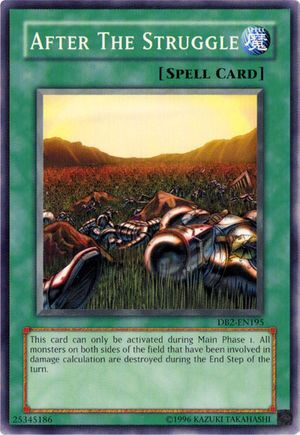 AFTER THE STRUGGLE 魔
[SPELL CARD]
DB2-EN195
This card can only be activated during Main Phase 1. All
monsters on both sides of the field that have been involved in
damage calculation are destroyed during the End Step of the
turn.
25345186 ©1996 KAZUKI TAKAHASHI